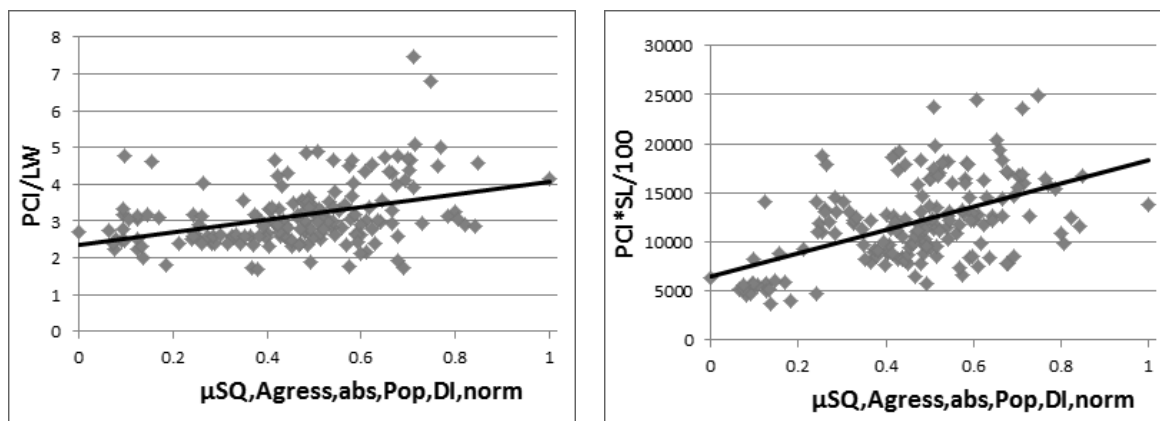 8
7
6
5
4
3
2
1
0
PCI/LW
0 0.2 0.4 0.6 0.8 1
µSQ,Agress,abs,Pop,DI,norm
30000
25000
20000
15000
10000
5000
0
PCI*SL/100
0 0.2 0.4 0.6 0.8 1
µSQ,Agress,abs,Pop,DI,norm